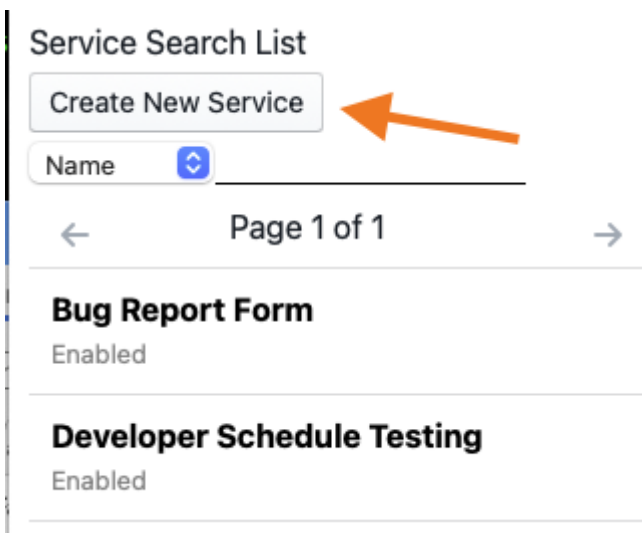 Service Search List
Create New Service
Name
Page 1 of 1
Bug Report Form
Enabled
Developer Schedule Testing
Enabled